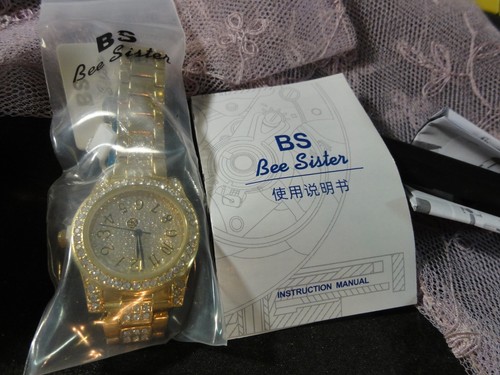 BS
Bee Sister
BS
Bee Sister
使用说明书
INSTRUCTION MANUAL